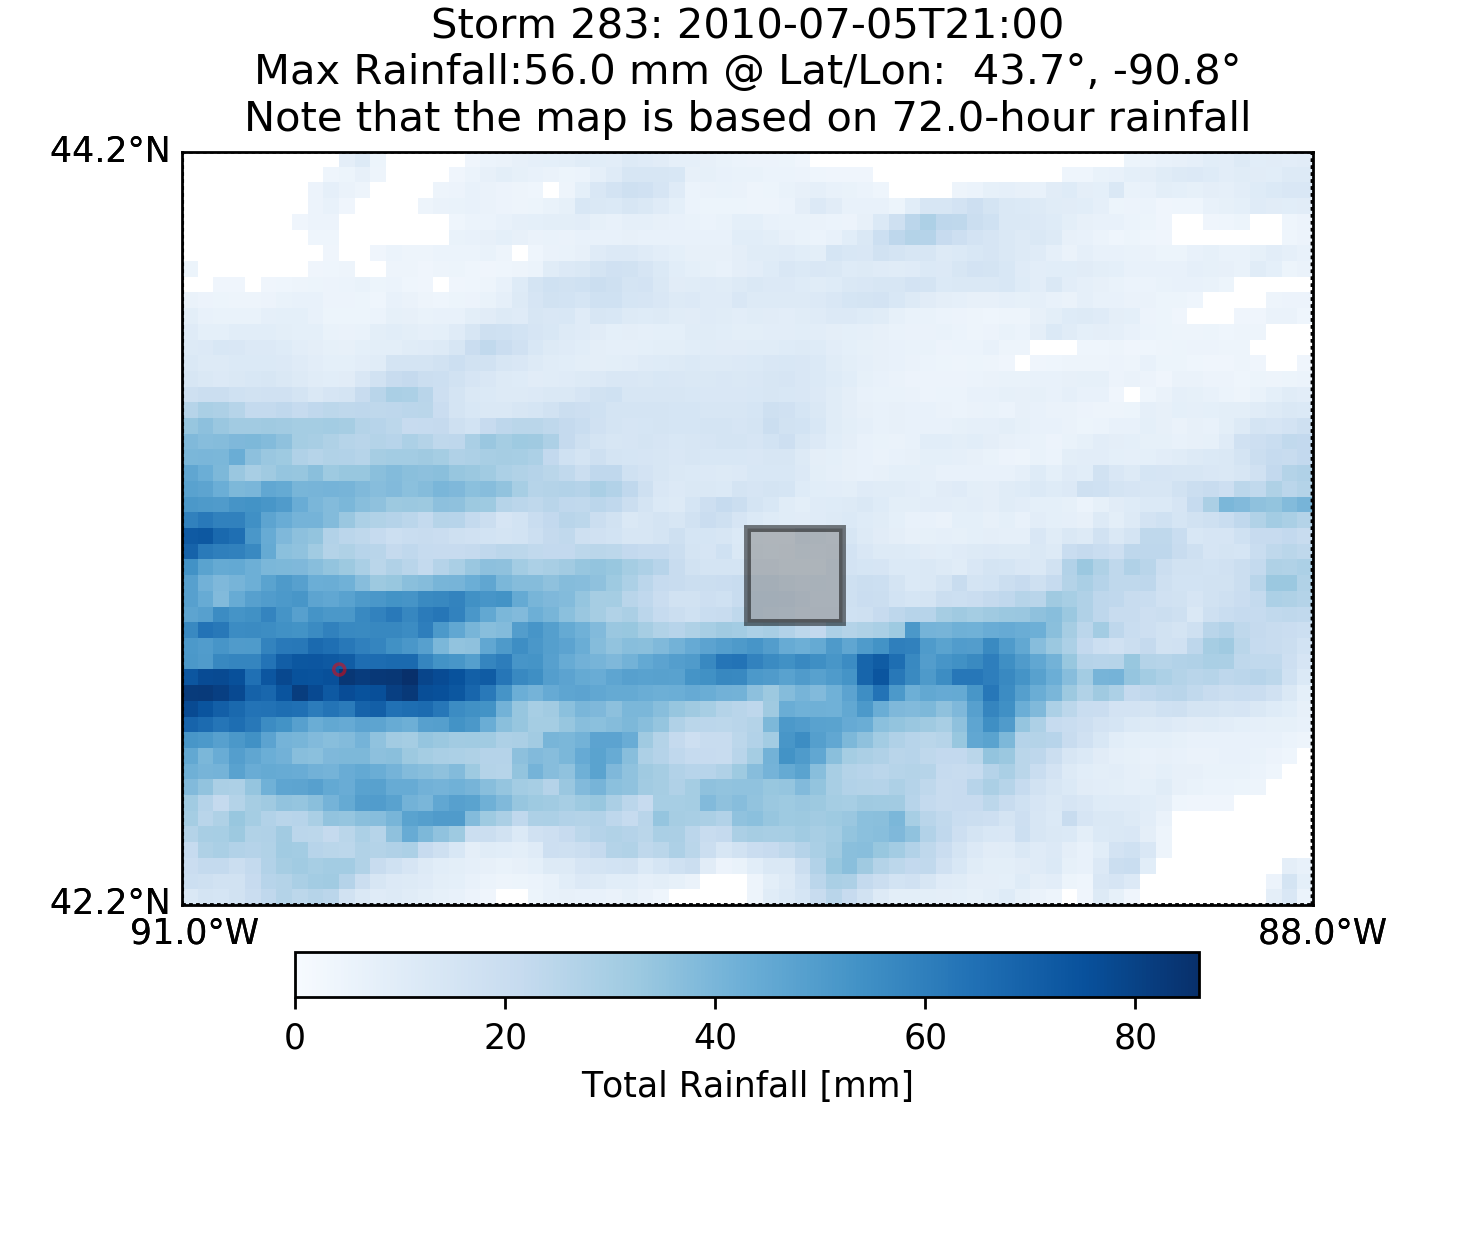 Storm 283: 2010-07-05T21:00
Max Rainfall:56.0 mm @ Lat/Lon:  43.7°, -90.8°
Note that the map is based on 72.0-hour rainfall
44.2°N
42.2°N
91.0°W 88.0°W
0 20 40 60 80
Total Rainfall [mm]